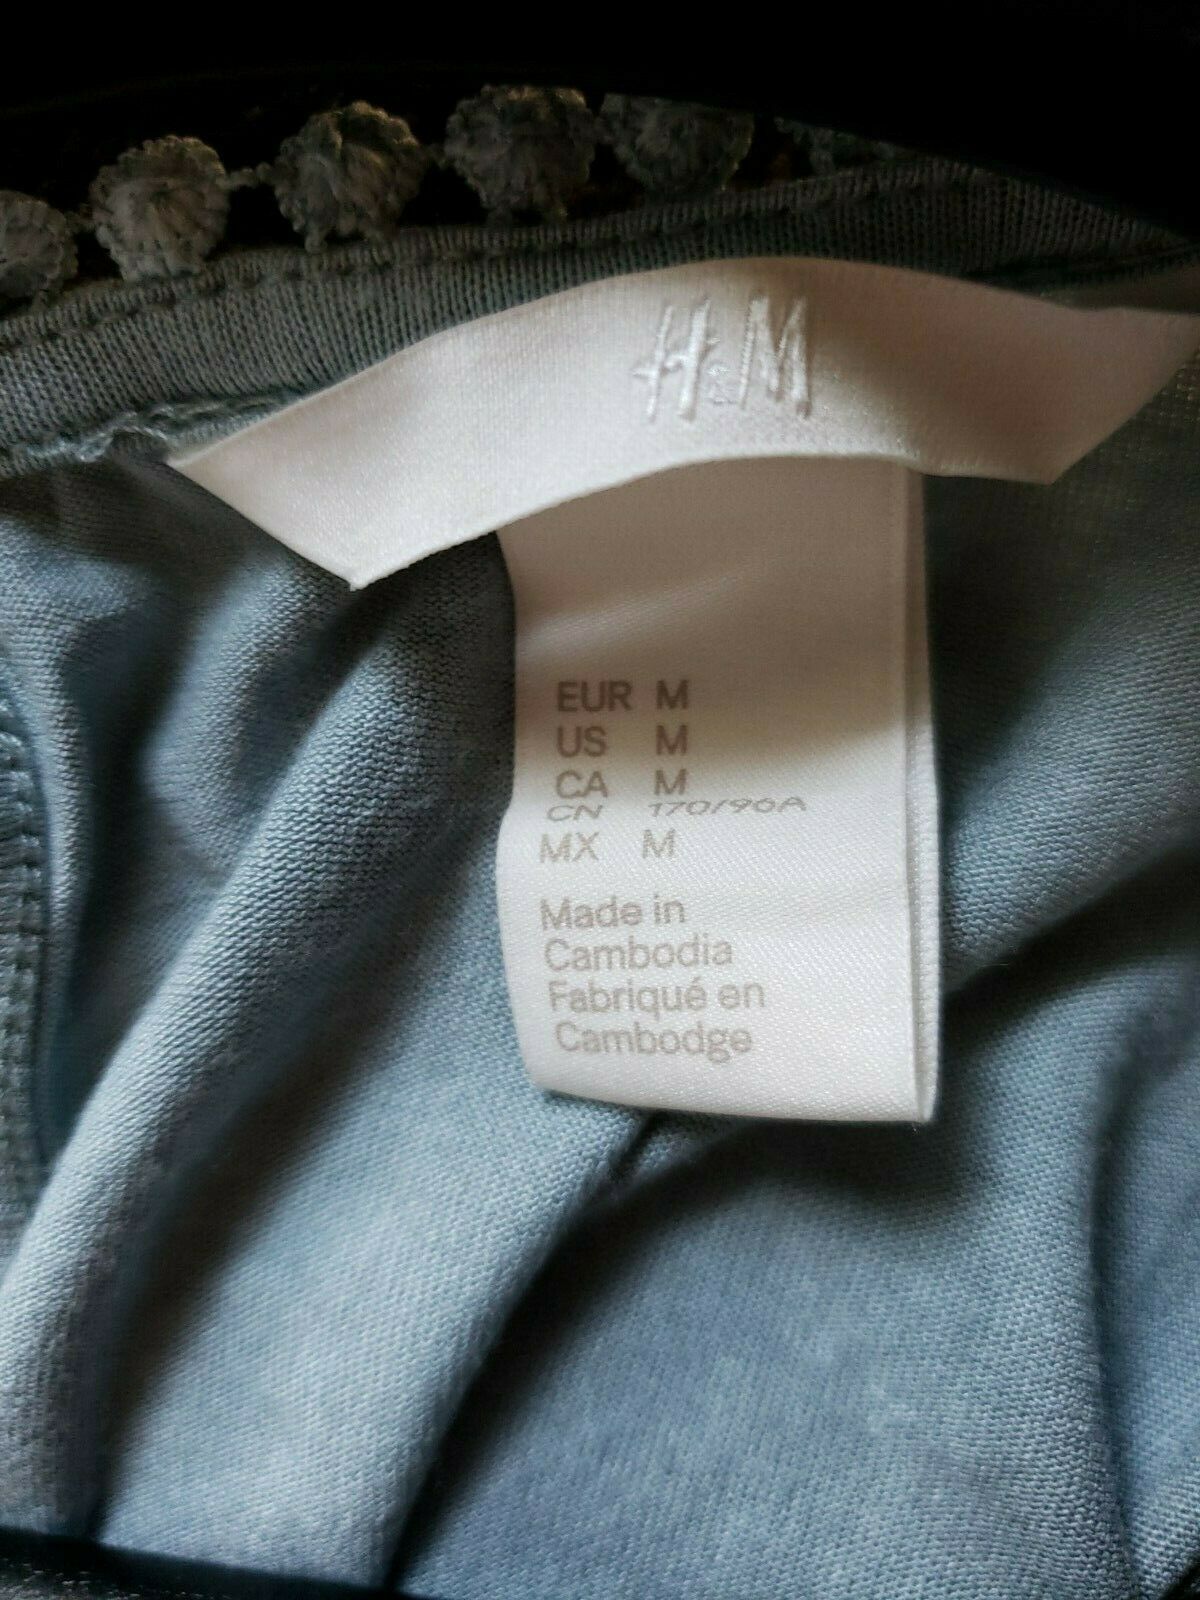 H&M
EUR M
US M
CA M
CN 170/96A
MX M
Made in
Cambodia
Fabriqué en
Cambodge